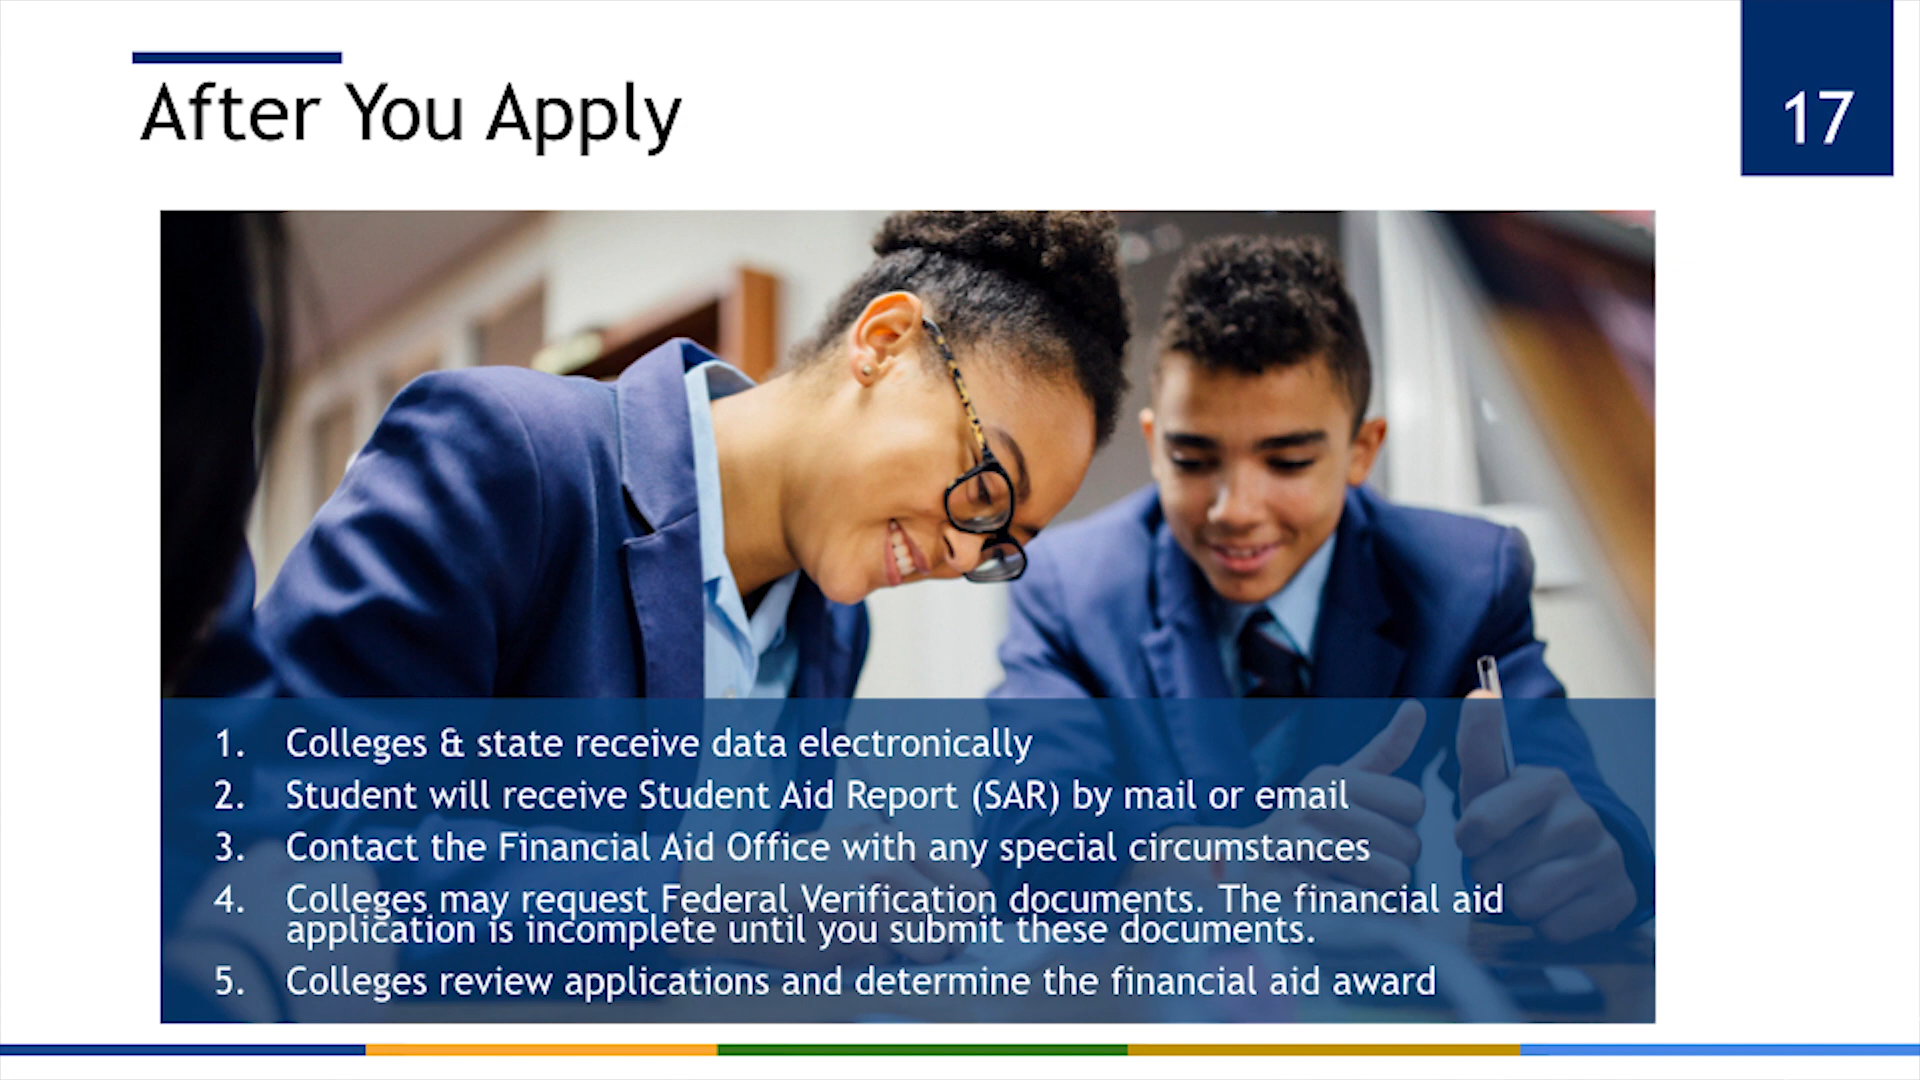 After You Apply
17
1. Colleges & state receive data electronically
2. Student will receive Student Aid Report (SAR) by mail or email
3. Contact the Financial Aid Office with any special circumstances
4. Colleges may request Federal Verification documents. The financial aid
application is incomplete until you submit these documents.
5. Colleges review applications and determine the financial aid award